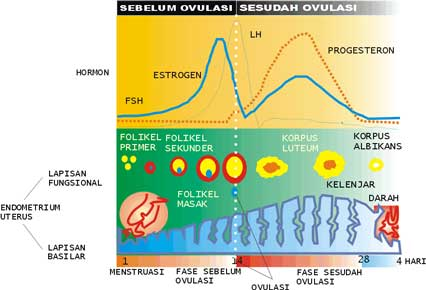 SEBELUM OVULASI
SESUDAH OVULASI
LH
PROGESTERON
HORMON
ESTROGEN
FSH
FOLIKEL
PRIMER
FOLIKEL
SEKUNDER
KORPUS
LUTEUM
KORPUS
ALBIKANS
LAPISAN
FUNGSIONAL
FOLIKEL
MASAK
KELENJAR
DARAH
ENDOMETRIUM
UTERUS
LAPISAN
BASILAR
1
14
28
4 HARI
MENSTRUASI
FASE SEBELUM
OVULASI
OVULASI
FASE SESUDAH
OVULASI